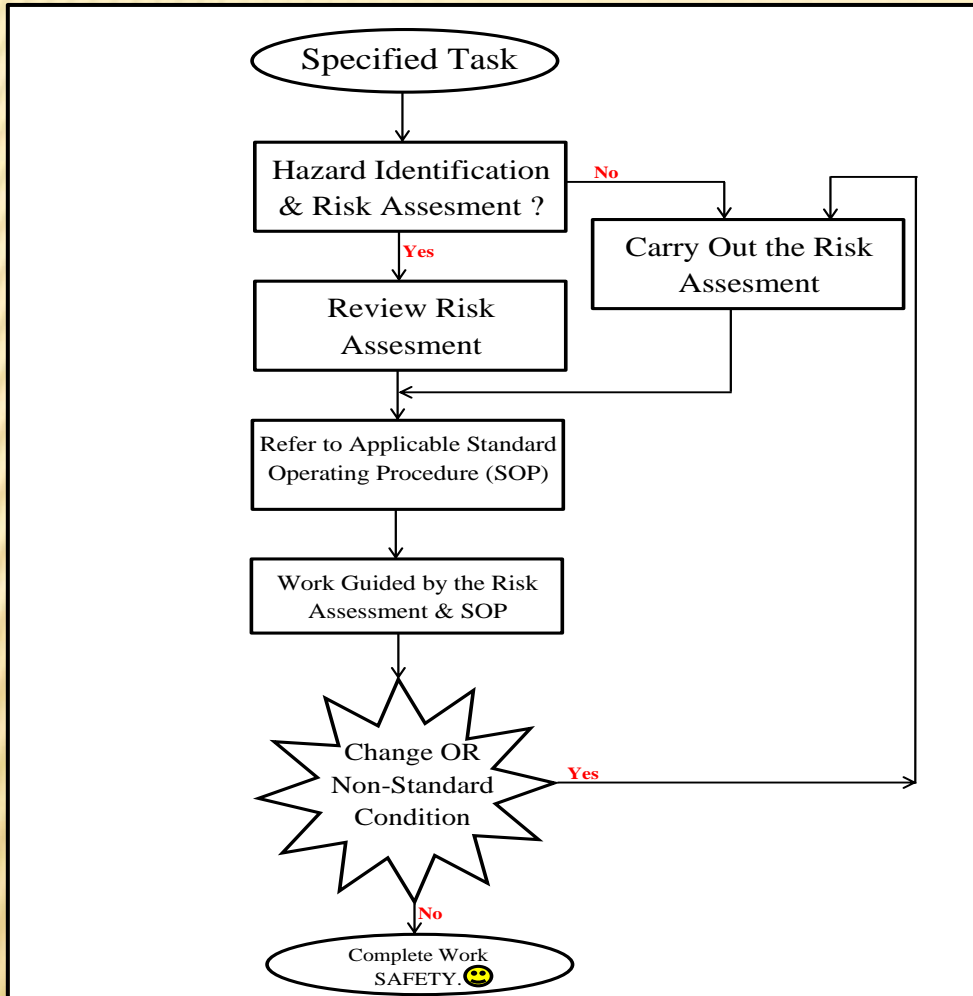 Specified Task
Hazard Identification
& Risk Assesment ?
No
Carry Out the Risk
Assesment
Yes
Review Risk
Assesment
Refer to Applicable Standard
Operating Procedure (SOP)
Work Guided by the Risk
Assessment & SOP
Change OR
Non-Standard
Condition
Yes
No
Complete Work
SAFETY.